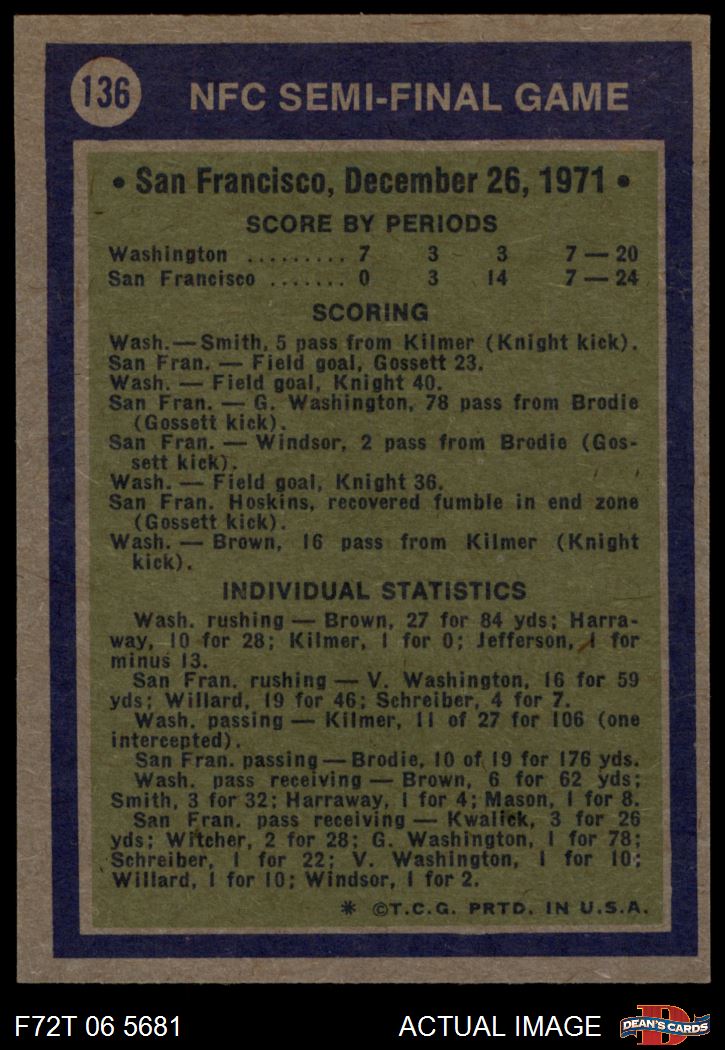 136 NFC SEMI-FINAL GAME
• San Francisco, December 26, 1971 •
SCORE BY PERIODS
Washington ......... 7 3 3 7 — 20
San Francisco ....... 0 3 14 7 — 24
SCORING
Wash.—Smith, 5 pass from Kilmer (Knight kick).
San Fran. — Field goal, Gossett 23.
Wash. — Field goal, Knight 40.
San Fran. — G. Washington, 78 pass from Brodie
(Gossett kick).
San Fran. — Windsor, 2 pass from Brodie (Gos-
sett kick).
Wash. — Field goal, Knight 36.
San Fran. Hoskins, recovered fumble in end zone
(Gossett kick).
Wash. — Brown, 16 pass from Kilmer (Knight
kick).
INDIVIDUAL STATISTICS
Wash. rushing — Brown, 27 for 84 yds; Harra-
way, 10 for 28; Kilmer, 1 for 0; Jefferson, 1 for
minus 13.
San Fran. rushing — V. Washington, 16 for 59
yds; Willard, 19 for 46; Schreiber, 4 for 7.
Wash. passing — Kilmer, 11 of 27 for 106 (one
intercepted).
San Fran. passing — Brodie, 10 of 19 for 176 yds.
Wash. pass receiving — Brown, 6 for 62 yds;
Smith, 3 for 32; Harraway, 1 for 4; Mason, 1 for 8.
San Fran. pass receiving — Kwalick, 3 for 26
yds; Witcher, 2 for 28; G. Washington, 1 for 78;
Schreiber, 1 for 22; V. Washington, 1 for 10;
Willard, 1 for 10; Windsor, 1 for 2.
* ©T.C.G. PRTD. IN U.S.A.
F72T 06 5681 ACTUAL IMAGE D DEAN'S CARDS